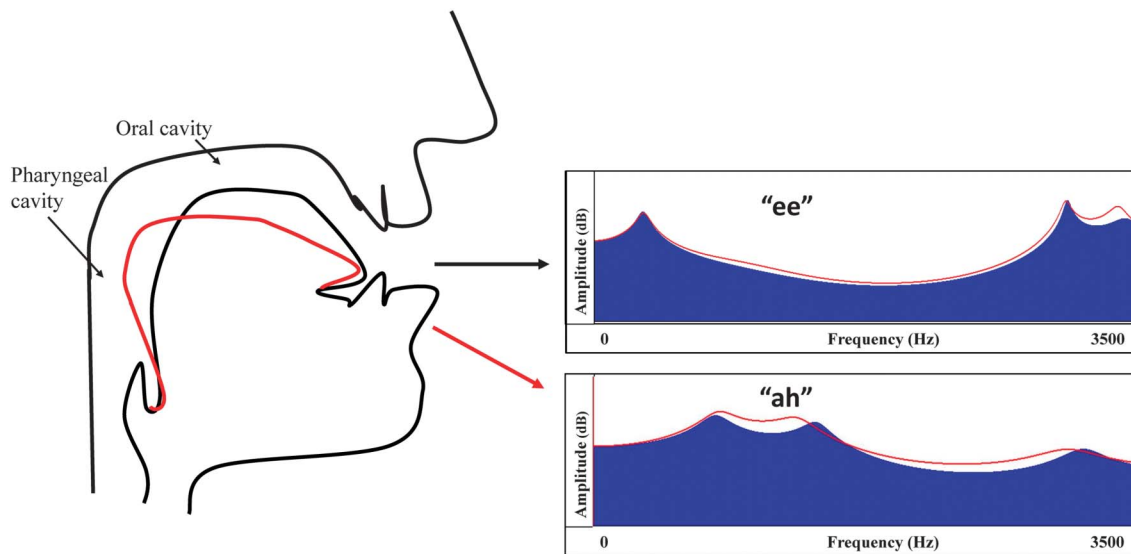 Oral cavity
Pharyngeal
cavity
“ee”
Amplitude (dB)
0 Frequency (Hz) 3500
“ah”
Amplitude (dB)
0 Frequency (Hz) 3500